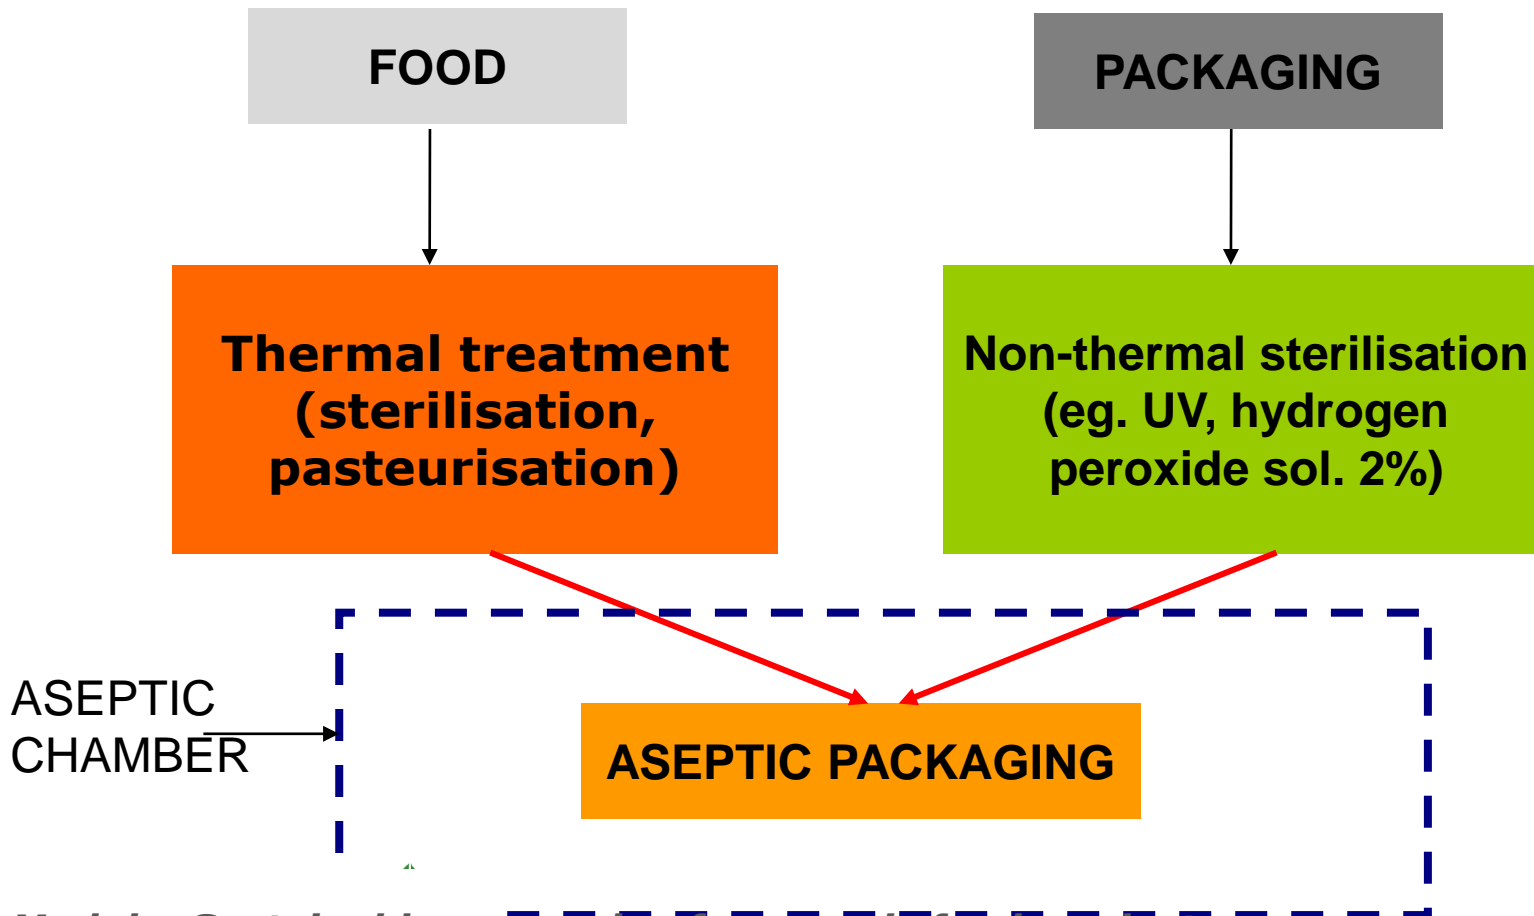 FOOD
PACKAGING
Thermal treatment
(sterilisation,
pasteurisation)
Non-thermal sterilisation
(eg. UV, hydrogen
peroxide sol. 2%)
ASEPTIC
CHAMBER
ASEPTIC PACKAGING